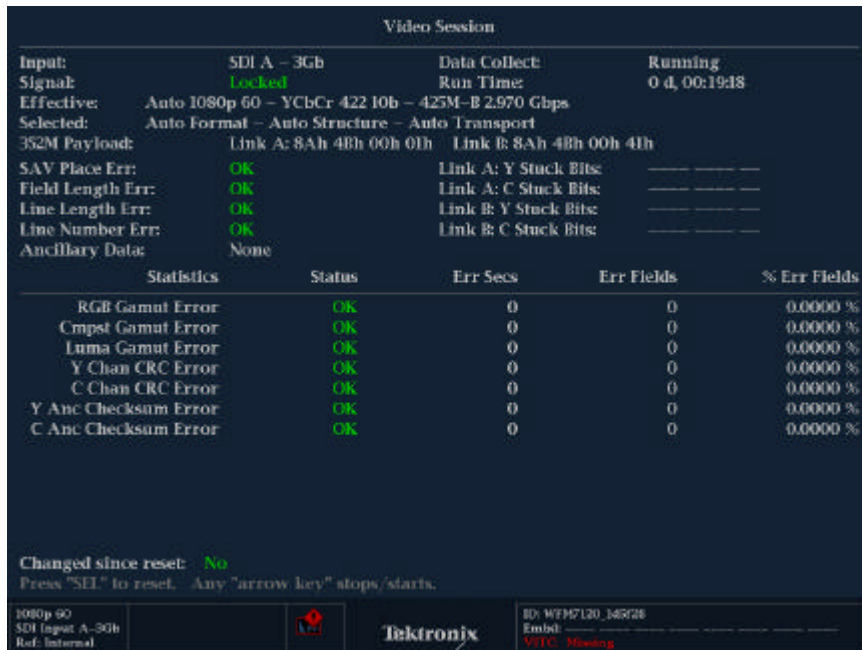 Video Session
Input: SDI A – 3Gb Data Collect: Running
Signal: Locked Run Time: 0 d, 00:19:18
Effective: Auto 1080p 60 – YCbCr 422 10b – 425M-B 2.970 Gbps
Selected: Auto Format – Auto Structure – Auto Transport
352M Payload: Link A: 8Ah 4Bh 00h 01h Link B: 8Ah 4Bh 00h 41h
SAV Place Err: OK Link A: Y Stuck Bits: ---- ---- --
Field Length Err: OK Link A: C Stuck Bits: ---- ---- --
Line Length Err: OK Link B: Y Stuck Bits: ---- ---- --
Line Number Err: OK Link B: C Stuck Bits: ---- ---- --
Ancillary Data: None
Statistics Status Err Secs Err Fields % Err Fields
RGB Gamut Error OK 0 0 0.0000 %
Cmpst Gamut Error OK 0 0 0.0000 %
Luma Gamut Error OK 0 0 0.0000 %
Y Chan CRC Error OK 0 0 0.0000 %
C Chan CRC Error OK 0 0 0.0000 %
Y Anc Checksum Error OK 0 0 0.0000 %
C Anc Checksum Error OK 0 0 0.0000 %
Changed since reset: No
Press "SEL" to reset. Any "arrow key" stops/starts.
1080p 60
SDI Input A-3Gb
Ref: Internal
Tektronix
ID: WFM7120_145f28
Embd: -- -- -- -- -- -- -- --
VITC: Missing